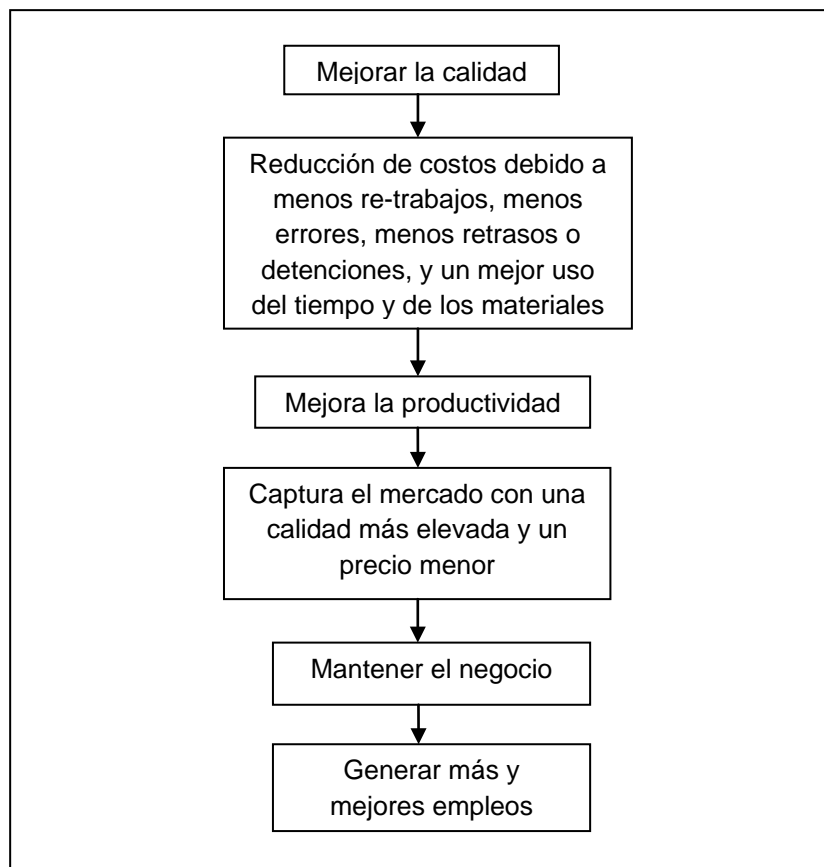 Mejorar la calidad
Reducción de costos debido a
menos re-trabajos, menos
errores, menos retrasos o
detenciones, y un mejor uso
del tiempo y de los materiales
Mejora la productividad
Captura el mercado con una
calidad más elevada y un
precio menor
Mantener el negocio
Generar más y
mejores empleos